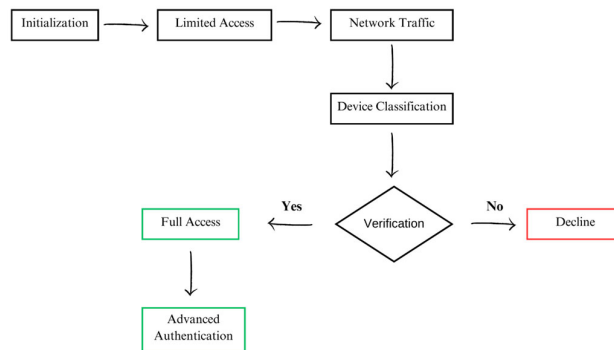 Initialization
Limited Access
Network Traffic
Device Classification
Yes
No
Full Access
Verification
Decline
Advanced
Authentication